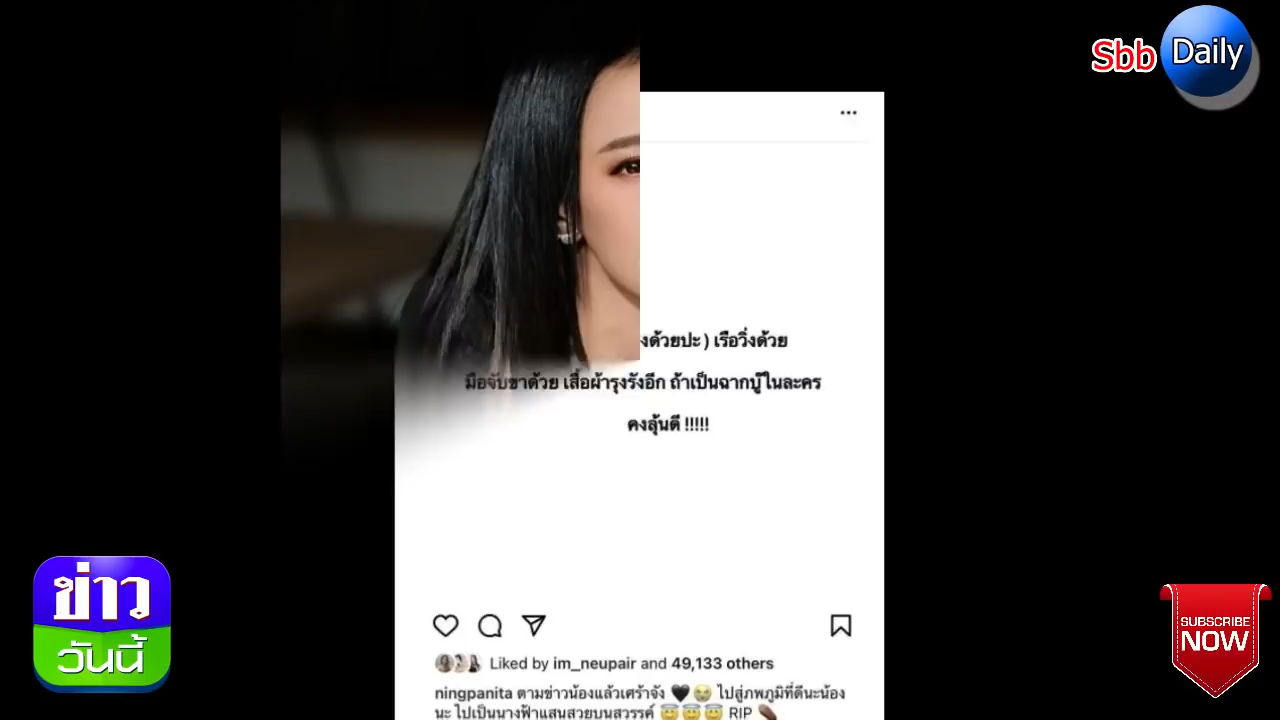 Sbb Daily
งด้วยปะ ) เรือวิ่งด้วย
มือจับขาด้วย เสื้อผ้ารุงรังอีก ถ้าเป็นฉากบู๊ในละคร
คงลุ้นดี !!!!!
ข่าว
วันนี้
SUBSCRIBE
NOW
Liked by im_neupair and 49,133 others
ningpanita ตามข่าวน้องแล้วเศร้าจัง 🖤😭 ไปสู่ภพภูมิที่ดีนะน้อง
นะ ไปเป็นนางฟ้าแสนสวยบนสวรรค์ 😇😇😇 RIP ⚰️